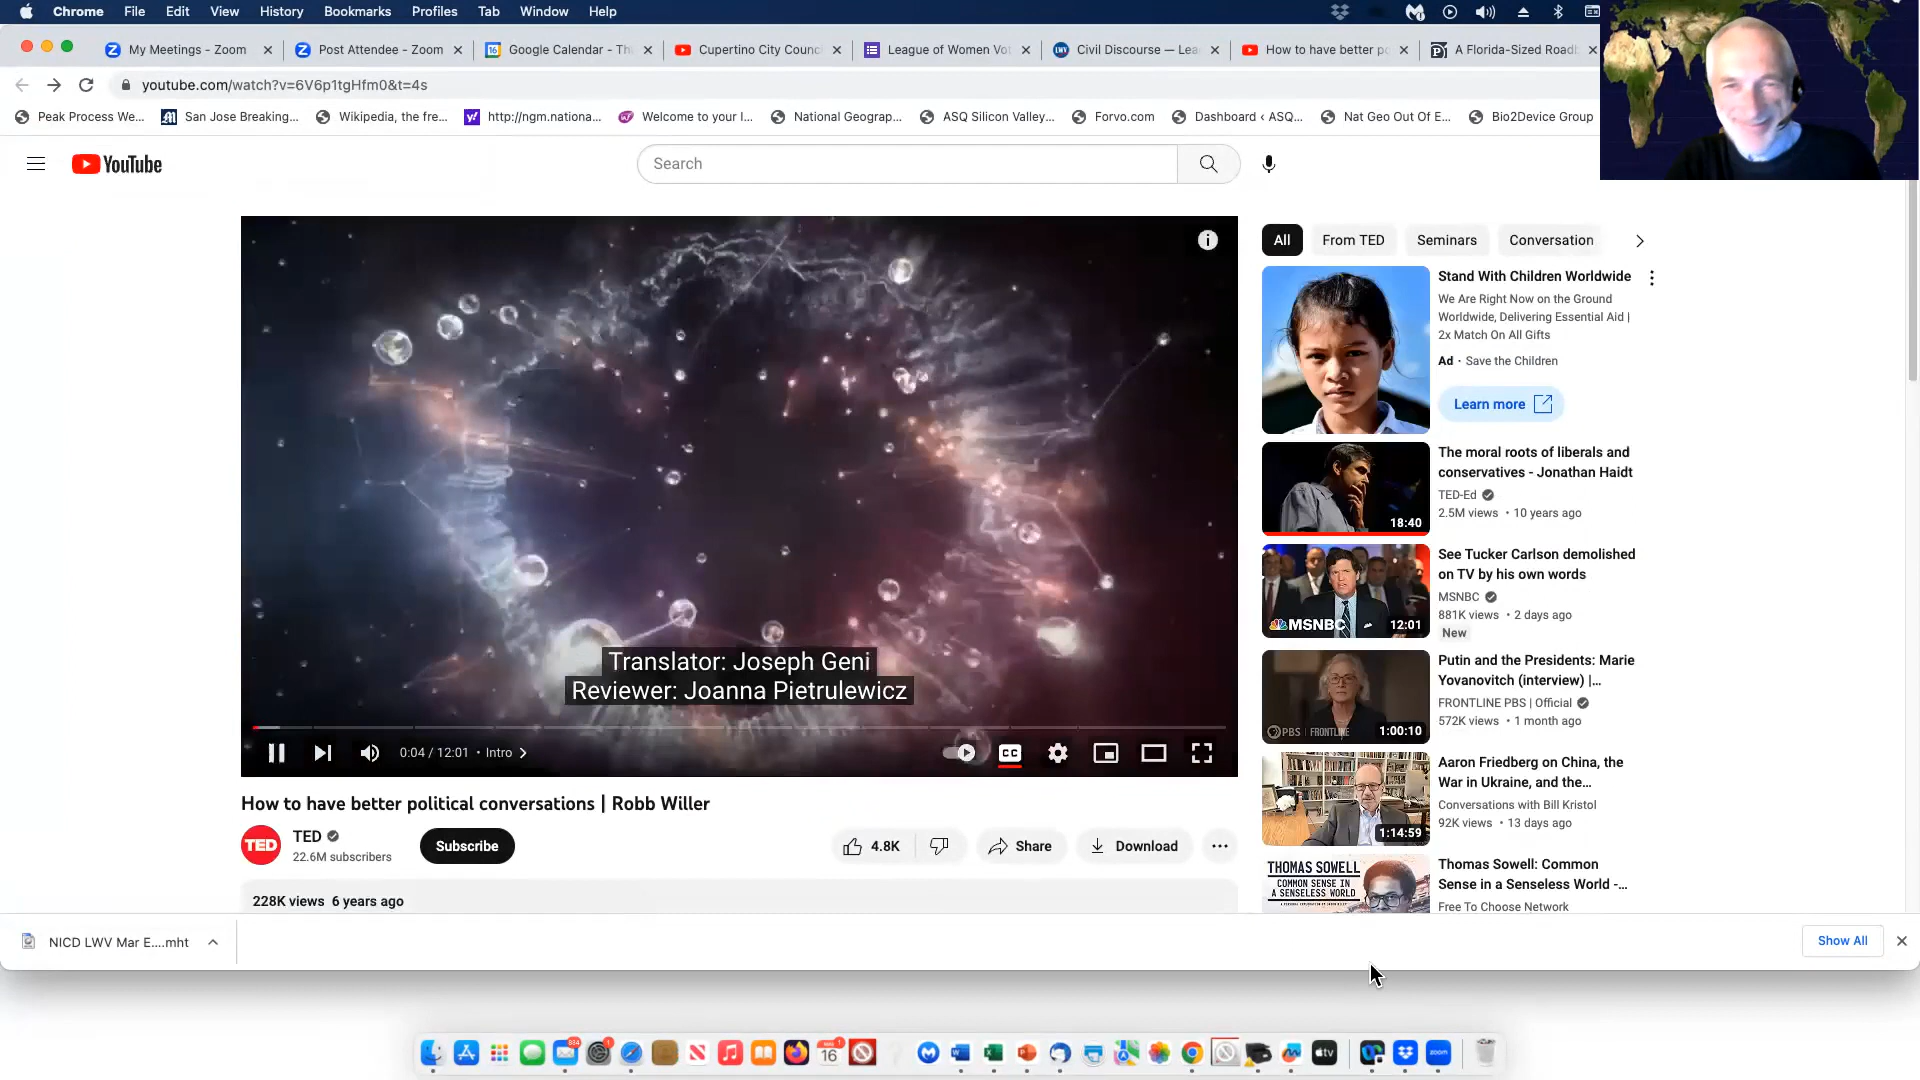 Chrome File Edit View History Bookmarks Profiles Tab Window Help
My Meetings - Zoom
Post Attendee - Zoom
Google Calendar - Th
Cupertino City Counci
League of Women Vot
Civil Discourse — Lea
How to have better po
A Florida-Sized Roadb
youtube.com/watch?v=6V6p1tgHfm0&t=4s
Peak Process We...
San Jose Breaking...
Wikipedia, the fre...
http://ngm.nationa...
Welcome to your I...
National Geograp...
ASQ Silicon Valley...
Forvo.com
Dashboard ‹ ASQ...
Nat Geo Out Of E...
Bio2Device Group
YouTube
Search
Translator: Joseph Geni
Reviewer: Joanna Pietrulewicz
0:04 / 12:01 • Intro
CC
How to have better political conversations | Robb Willer
TED
TED
22.6M subscribers
Subscribe
4.8K
Share
Download
228K views 6 years ago
All
From TED
Seminars
Conversation
Stand With Children Worldwide
We Are Right Now on the Ground
Worldwide, Delivering Essential Aid |
2x Match On All Gifts
Ad · Save the Children
Learn more
18:40
The moral roots of liberals and
conservatives - Jonathan Haidt
TED-Ed
2.5M views • 10 years ago
MSNBC
12:01
See Tucker Carlson demolished
on TV by his own words
MSNBC
881K views • 2 days ago
New
PBS | FRONTLINE
1:00:10
Putin and the Presidents: Marie
Yovanovitch (interview) |...
FRONTLINE PBS | Official
572K views • 1 month ago
1:14:59
Aaron Friedberg on China, the
War in Ukraine, and the...
Conversations with Bill Kristol
92K views • 13 days ago
THOMAS SOWELL
COMMON SENSE IN
A SENSELESS WORLD
Thomas Sowell: Common
Sense in a Senseless World -...
Free To Choose Network
NICD LWV Mar E....mht
Show All
16
tv
zoom